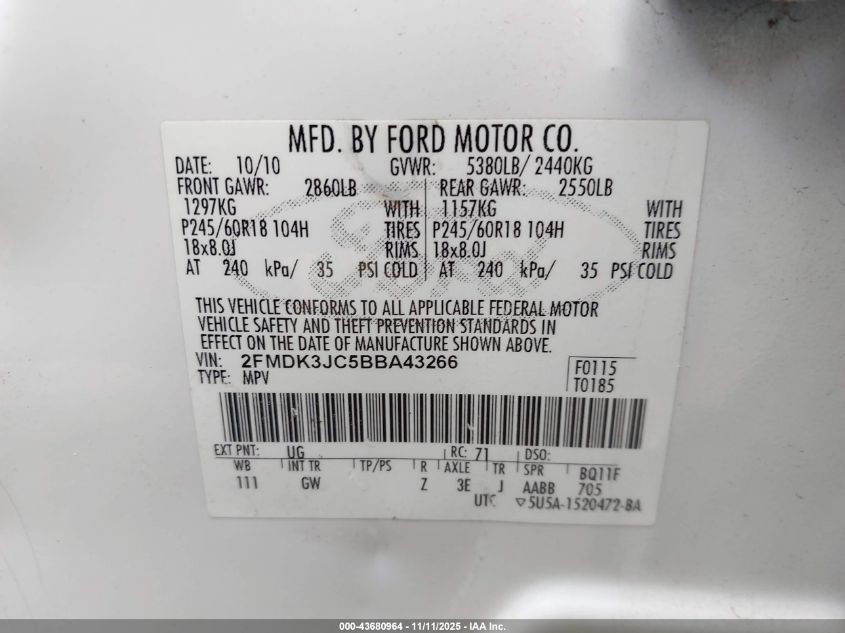 MFD. BY FORD MOTOR CO.
DATE: 10/10 GVWR: 5380LB/ 2440KG
FRONT GAWR: 2860LB REAR GAWR: 2550LB
1297KG WITH 1157KG WITH
P245/60R18 104H TIRES P245/60R18 104H TIRES
18x8.0J RIMS 18x8.0J RIMS
AT 240 kPa/ 35 PSI COLD AT 240 kPa/ 35 PSI COLD
THIS VEHICLE CONFORMS TO ALL APPLICABLE FEDERAL MOTOR
VEHICLE SAFETY AND THEFT PREVENTION STANDARDS IN
EFFECT ON THE DATE OF MANUFACTURE SHOWN ABOVE.
VIN: 2FMDK3JC5BBA43266 F0115
TYPE: MPV T0185
EXT PNT: UG RC: 71 DSO:
WB INT TR TP/PS R AXLE TR SPR BQ11F
111 GW Z 3E J AABB 705
UTC ▽5U5A-1520472-BA
000-43680964 - 11/11/2025 - IAA Inc.